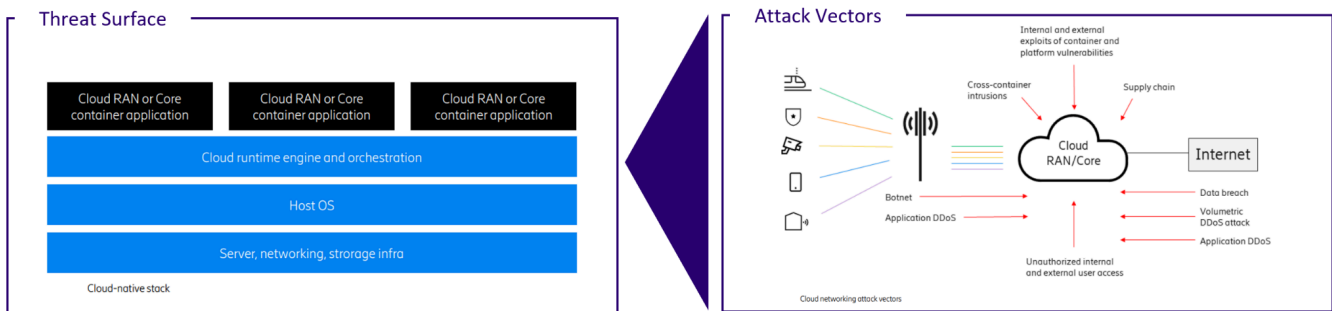 Threat Surface
Cloud RAN or Core
container application
Cloud RAN or Core
container application
Cloud RAN or Core
container application
Cloud runtime engine and orchestration
Host OS
Server, networking, strorage infra
Cloud-native stack
Attack Vectors
Internal and external
exploits of container and
platform vulnerabilities
Cross-container
intrusions
Supply chain
Cloud
RAN/Core
Internet
Botnet
Application DDoS
Data breach
Volumetric
DDoS attack
Application DDoS
Unauthorized internal
and external user access
Cloud networking attack vectors